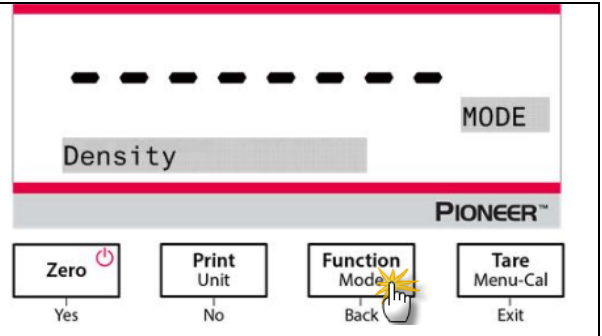 --------
MODE
Density
PIONEER™
Zero
Print
Unit
Function
Mode
Tare
Menu-Cal
Yes
No
Back
Exit